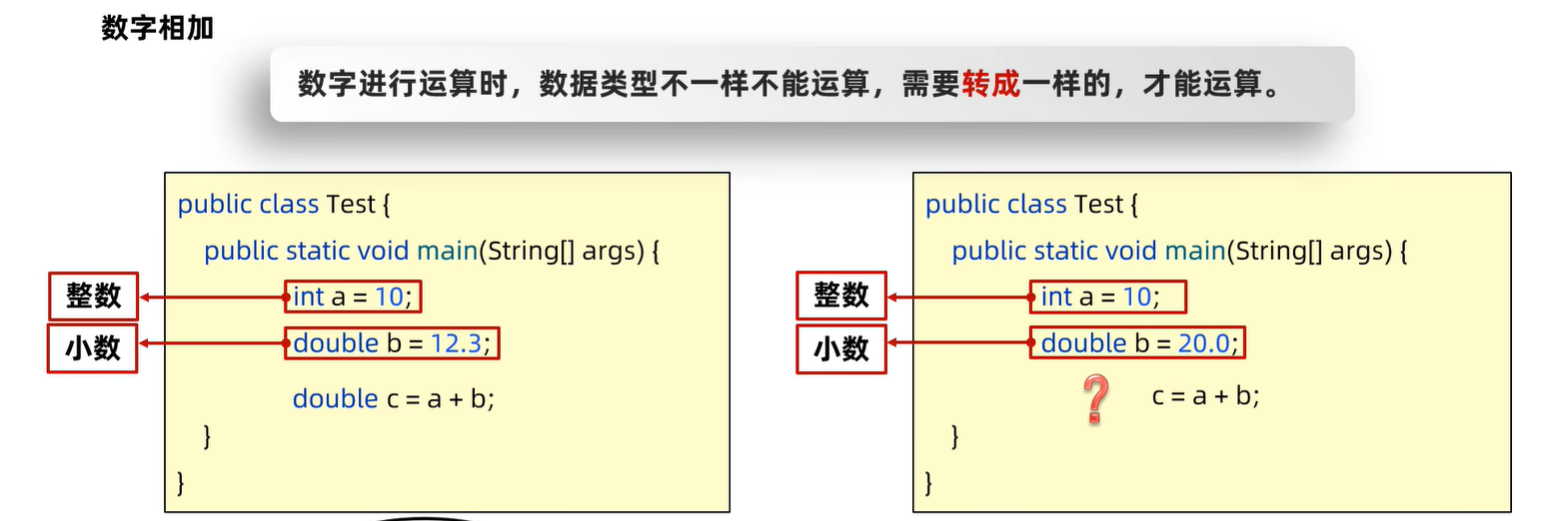 数字相加
数字进行运算时，数据类型不一样不能运算，需要转成一样的，才能运算。
public class Test {
public static void main(String[] args) {
整数
int a = 10;
小数
double b = 12.3;
double c = a + b;
}
}
public class Test {
public static void main(String[] args) {
整数
int a = 10;
小数
double b = 20.0;
? c = a + b;
}
}